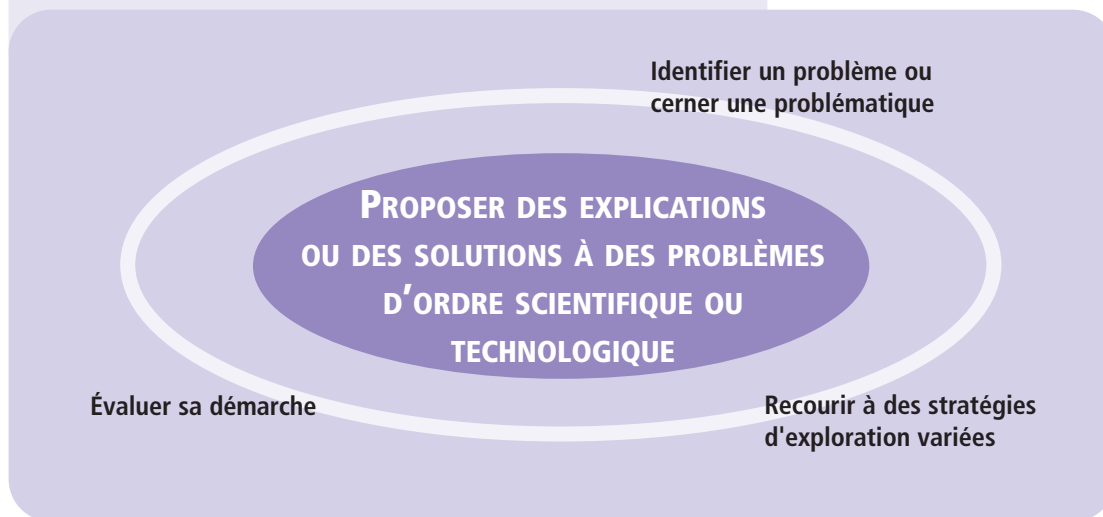 Identifier un problème ou
cerner une problématique
PROPOSER DES EXPLICATIONS
OU DES SOLUTIONS À DES PROBLÈMES
D'ORDRE SCIENTIFIQUE OU
TECHNOLOGIQUE
Évaluer sa démarche
Recourir à des stratégies
d'exploration variées